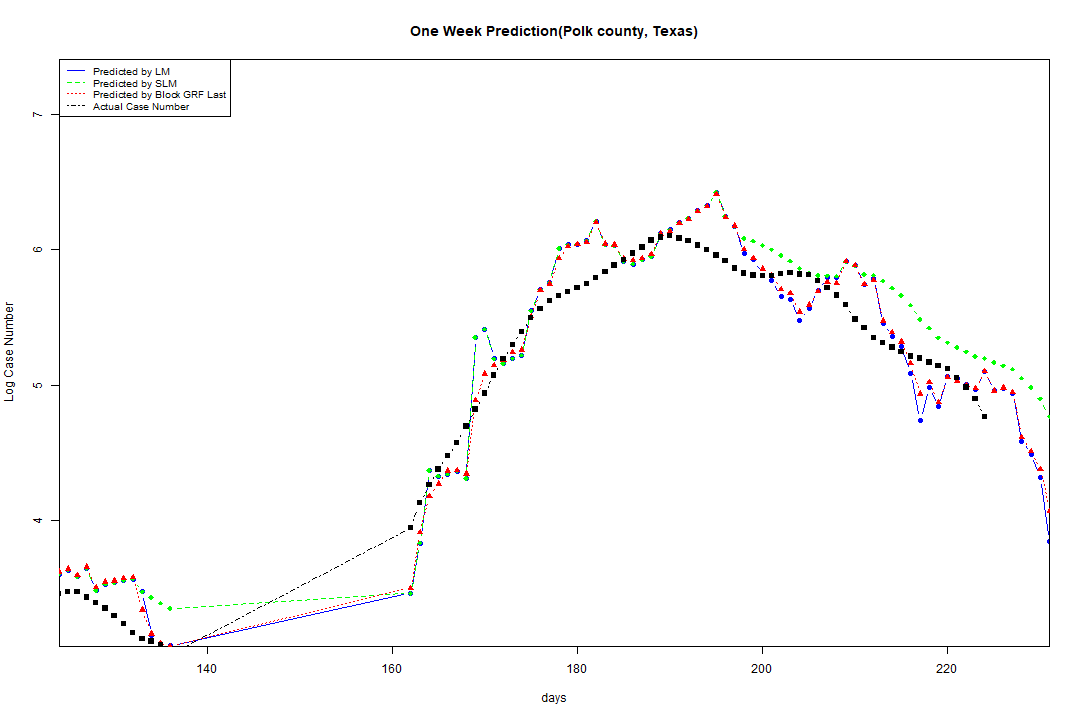 One Week Prediction(Polk county, Texas)
Predicted by LM
Predicted by SLM
Predicted by Block GRF Last
Actual Case Number
7
6
5
4
Log Case Number
140 160 180 200 220
days